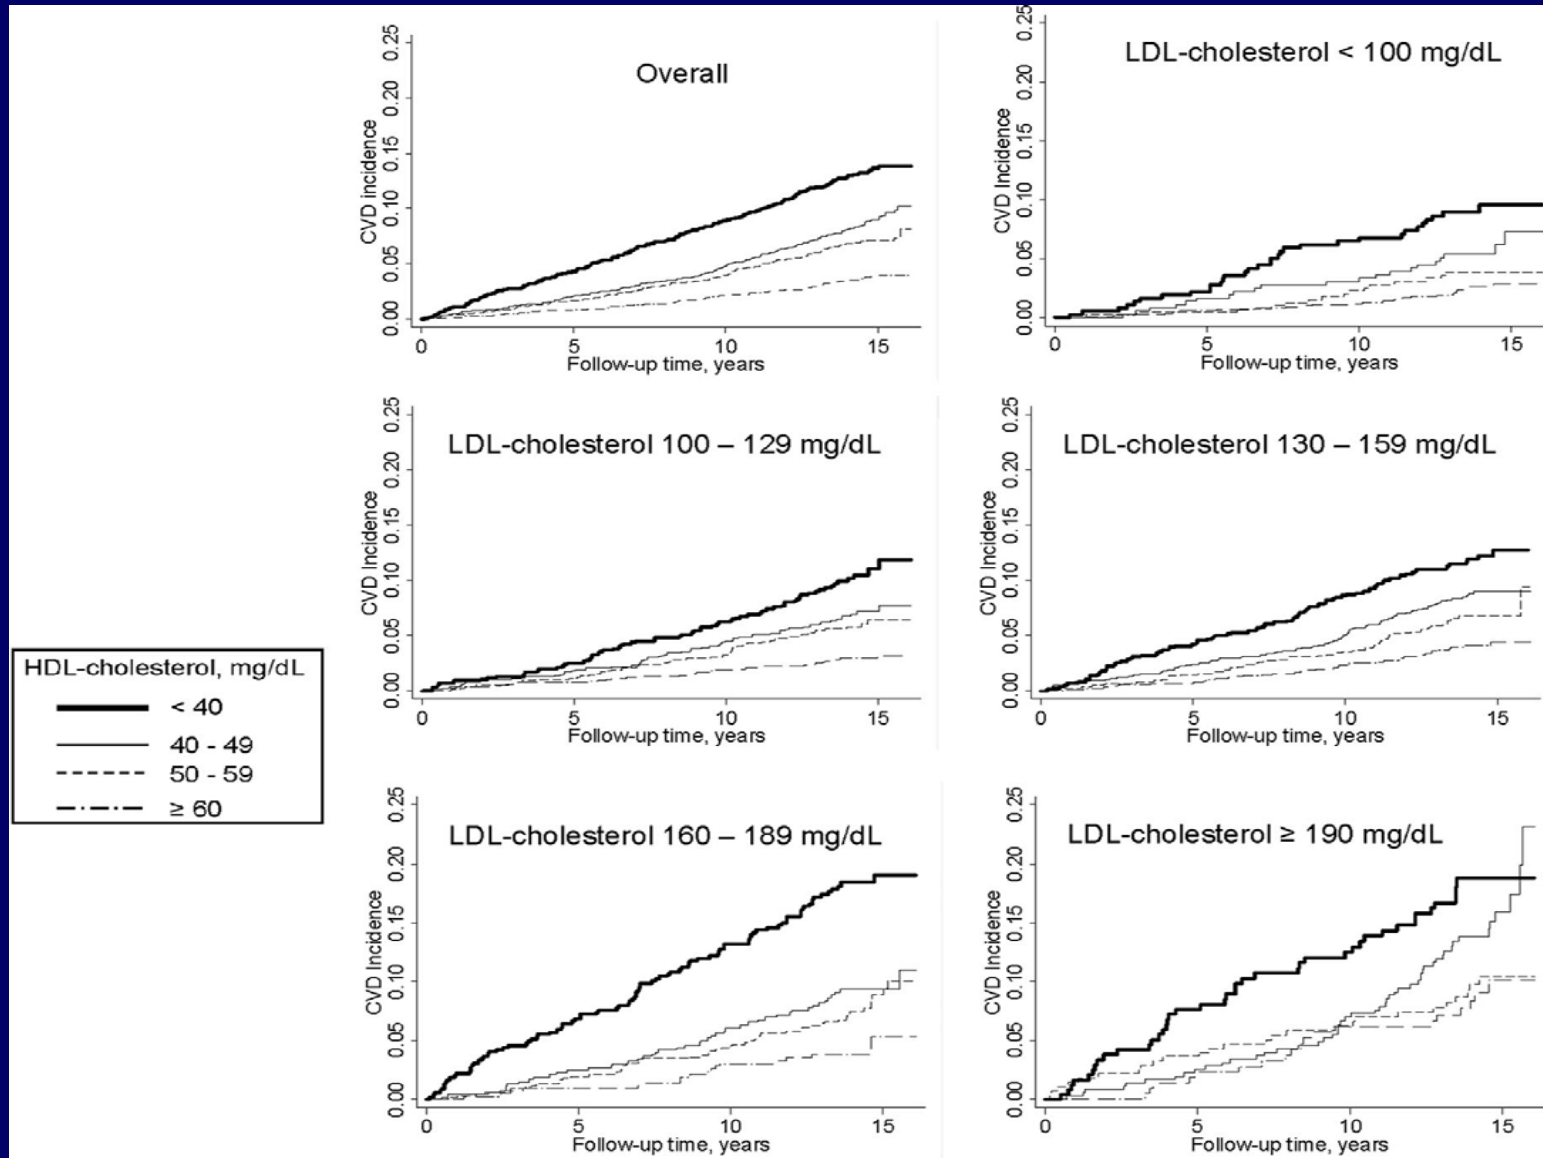 Overall
CVD incidence
0.00 0.05 0.10 0.15 0.20 0.25
0 5 10 15
Follow-up time, years
LDL-cholesterol < 100 mg/dL
CVD Incidence
0.00 0.05 0.10 0.15 0.20 0.25
0 5 10 15
Follow-up time, years
LDL-cholesterol 100 – 129 mg/dL
CVD Incidence
0.00 0.05 0.10 0.15 0.20 0.25
0 5 10 15
Follow-up time, years
LDL-cholesterol 130 – 159 mg/dL
CVD Incidence
0.00 0.05 0.10 0.15 0.20 0.25
0 5 10 15
Follow-up time, years
HDL-cholesterol, mg/dL
< 40
40 - 49
50 - 59
≥ 60
LDL-cholesterol 160 – 189 mg/dL
CVD Incidence
0.00 0.05 0.10 0.15 0.20 0.25
0 5 10 15
Follow-up time, years
LDL-cholesterol ≥ 190 mg/dL
CVD Incidence
0.00 0.05 0.10 0.15 0.20 0.25
0 5 10 15
Follow-up time, years